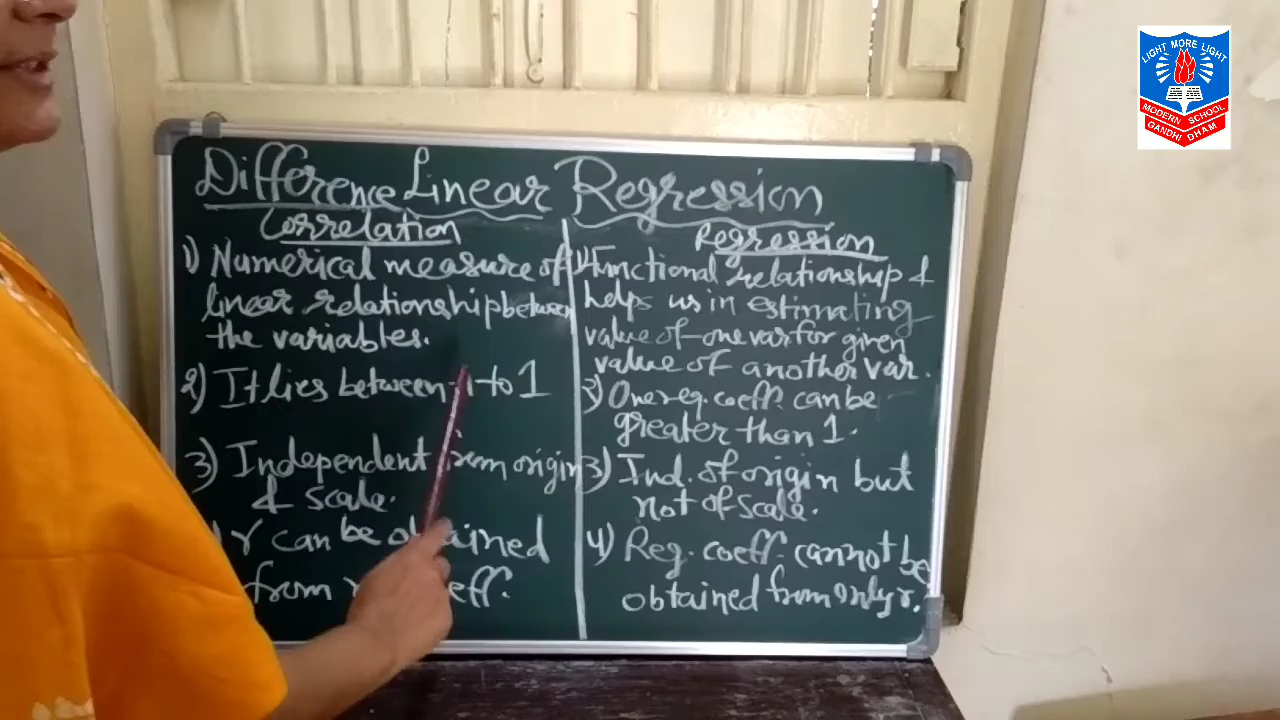 LIGHT MORE LIGHT
MODERN SCHOOL
GANDHI DHAM
Difference Linear Regression
Correlation
1) Numerical measure of
linear relationship between
the variables.
2) It lies between to 1
3) Independent from origin
& scale.
r can be obtained
from
Regression
1) Functional relationship &
helps us in estimating
value of one var for given
value of another var.
2) One reg. coeff. can be
greater than 1.
3) Ind. of origin but
not of scale.
4) Reg. coeff. cannot be
obtained from only r.